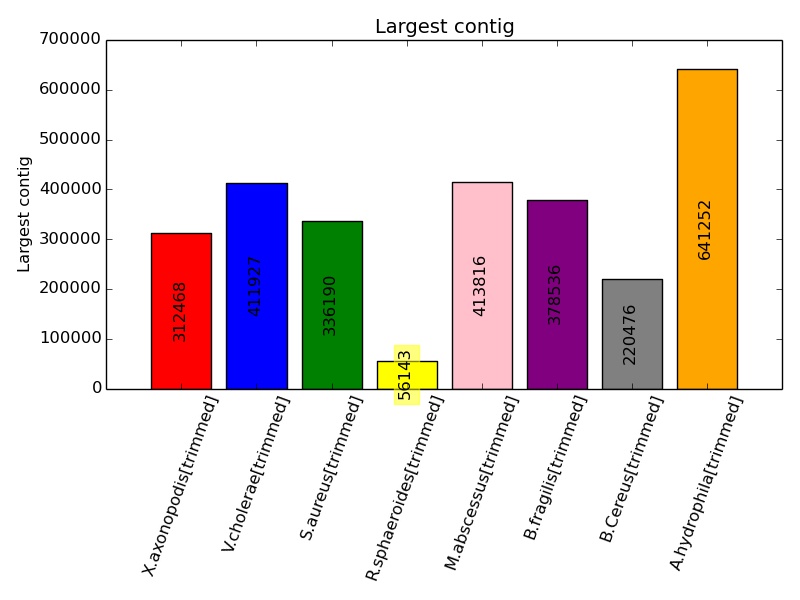 Largest contig
Largest contig
700000
600000
500000
400000
300000
200000
100000
0
312468
411927
336190
56143
413816
378536
220476
641252
X.axonopodis[trimmed]
V.cholerae[trimmed]
S.aureus[trimmed]
R.sphaeroides[trimmed]
M.abscessus[trimmed]
B.fragilis[trimmed]
B.Cereus[trimmed]
A.hydrophila[trimmed]